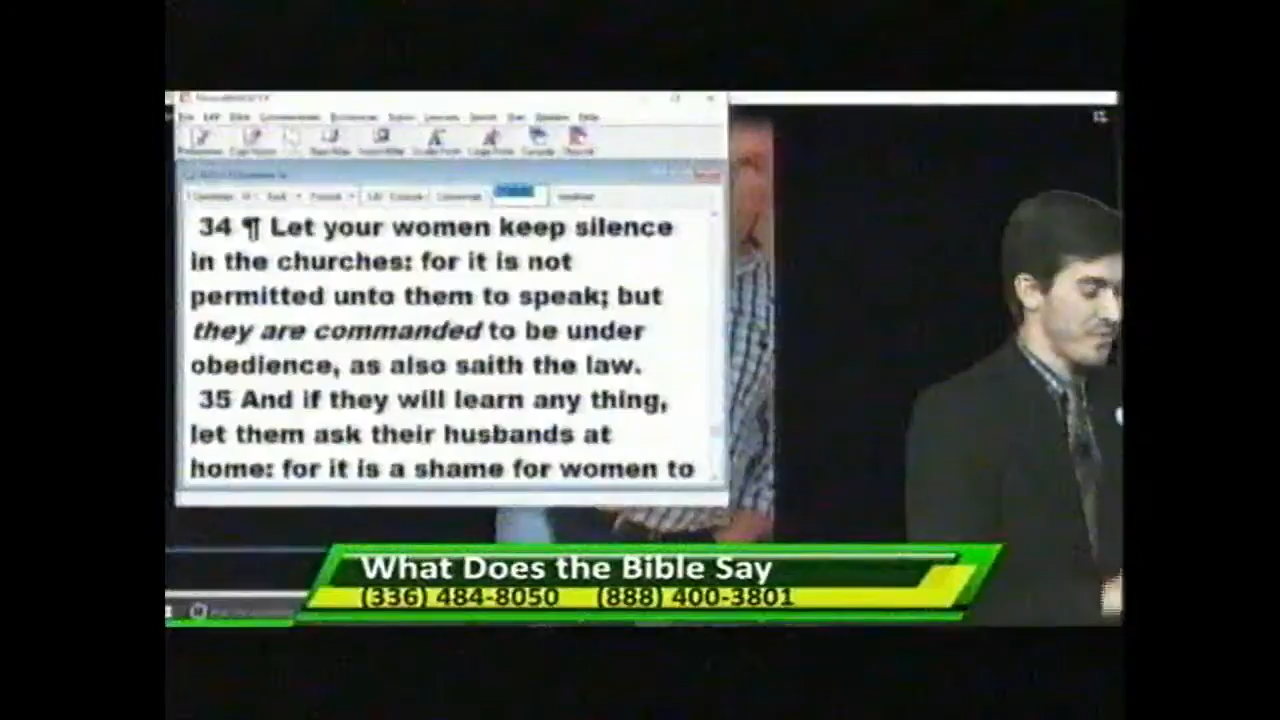 34 ¶ Let your women keep silence
in the churches: for it is not
permitted unto them to speak; but
they are commanded to be under
obedience, as also saith the law.
35 And if they will learn any thing,
let them ask their husbands at
home: for it is a shame for women to
What Does the Bible Say
(336) 484-8050 (888) 400-3801